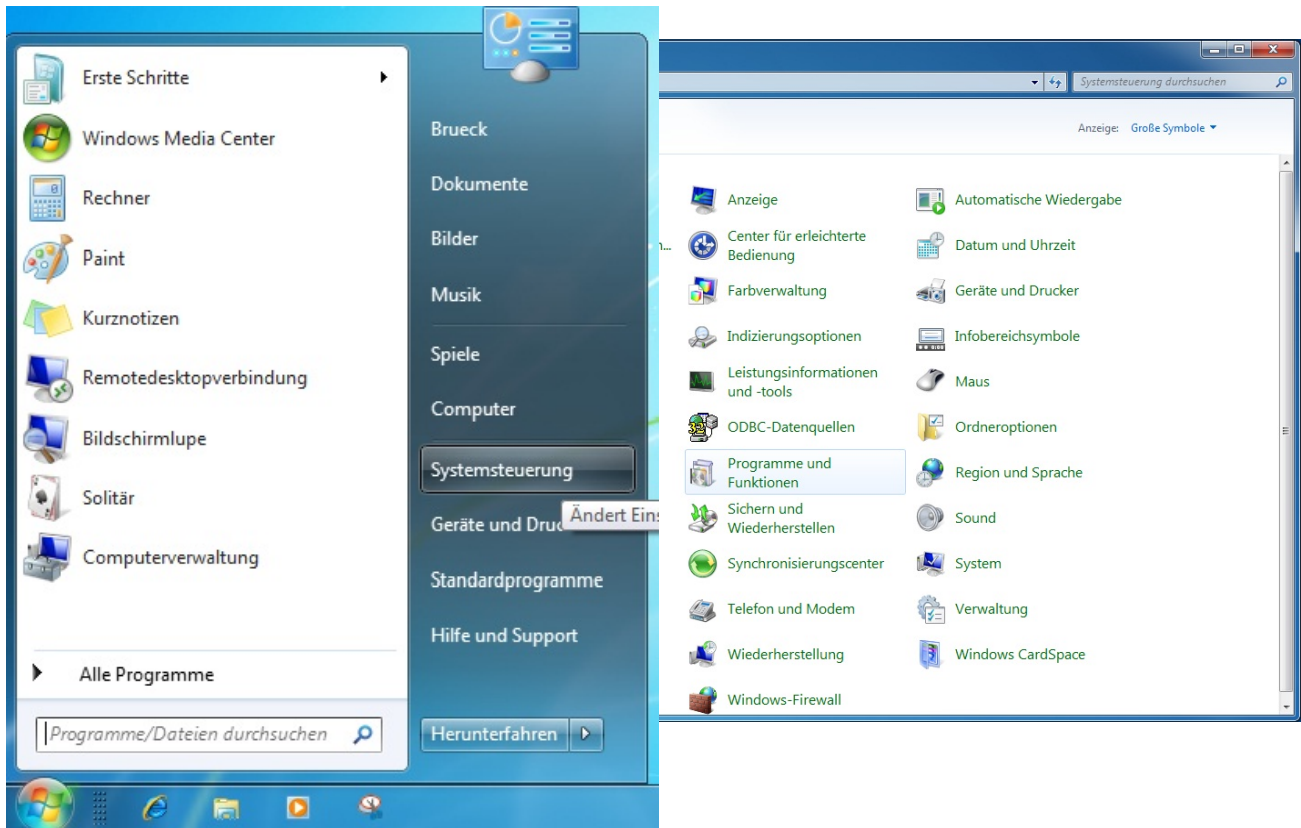 Erste Schritte
Windows Media Center
Rechner
Paint
Kurznotizen
Remotedesktopverbindung
Bildschirmlupe
Solitär
Computerverwaltung
Alle Programme
Programme/Dateien durchsuchen
Brueck
Dokumente
Bilder
Musik
Spiele
Computer
Systemsteuerung
Ändert Eins
Geräte und Druc
Standardprogramme
Hilfe und Support
Herunterfahren
Systemsteuerung durchsuchen
Anzeige: Große Symbole
n...
Anzeige
Center für erleichterte
Bedienung
Farbverwaltung
Indizierungsoptionen
Leistungsinformationen
und -tools
ODBC-Datenquellen
Programme und
Funktionen
Sichern und
Wiederherstellen
Synchronisierungscenter
Telefon und Modem
Wiederherstellung
Windows-Firewall
Automatische Wiedergabe
Datum und Uhrzeit
Geräte und Drucker
Infobereichsymbole
Maus
Ordneroptionen
Region und Sprache
Sound
System
Verwaltung
Windows CardSpace